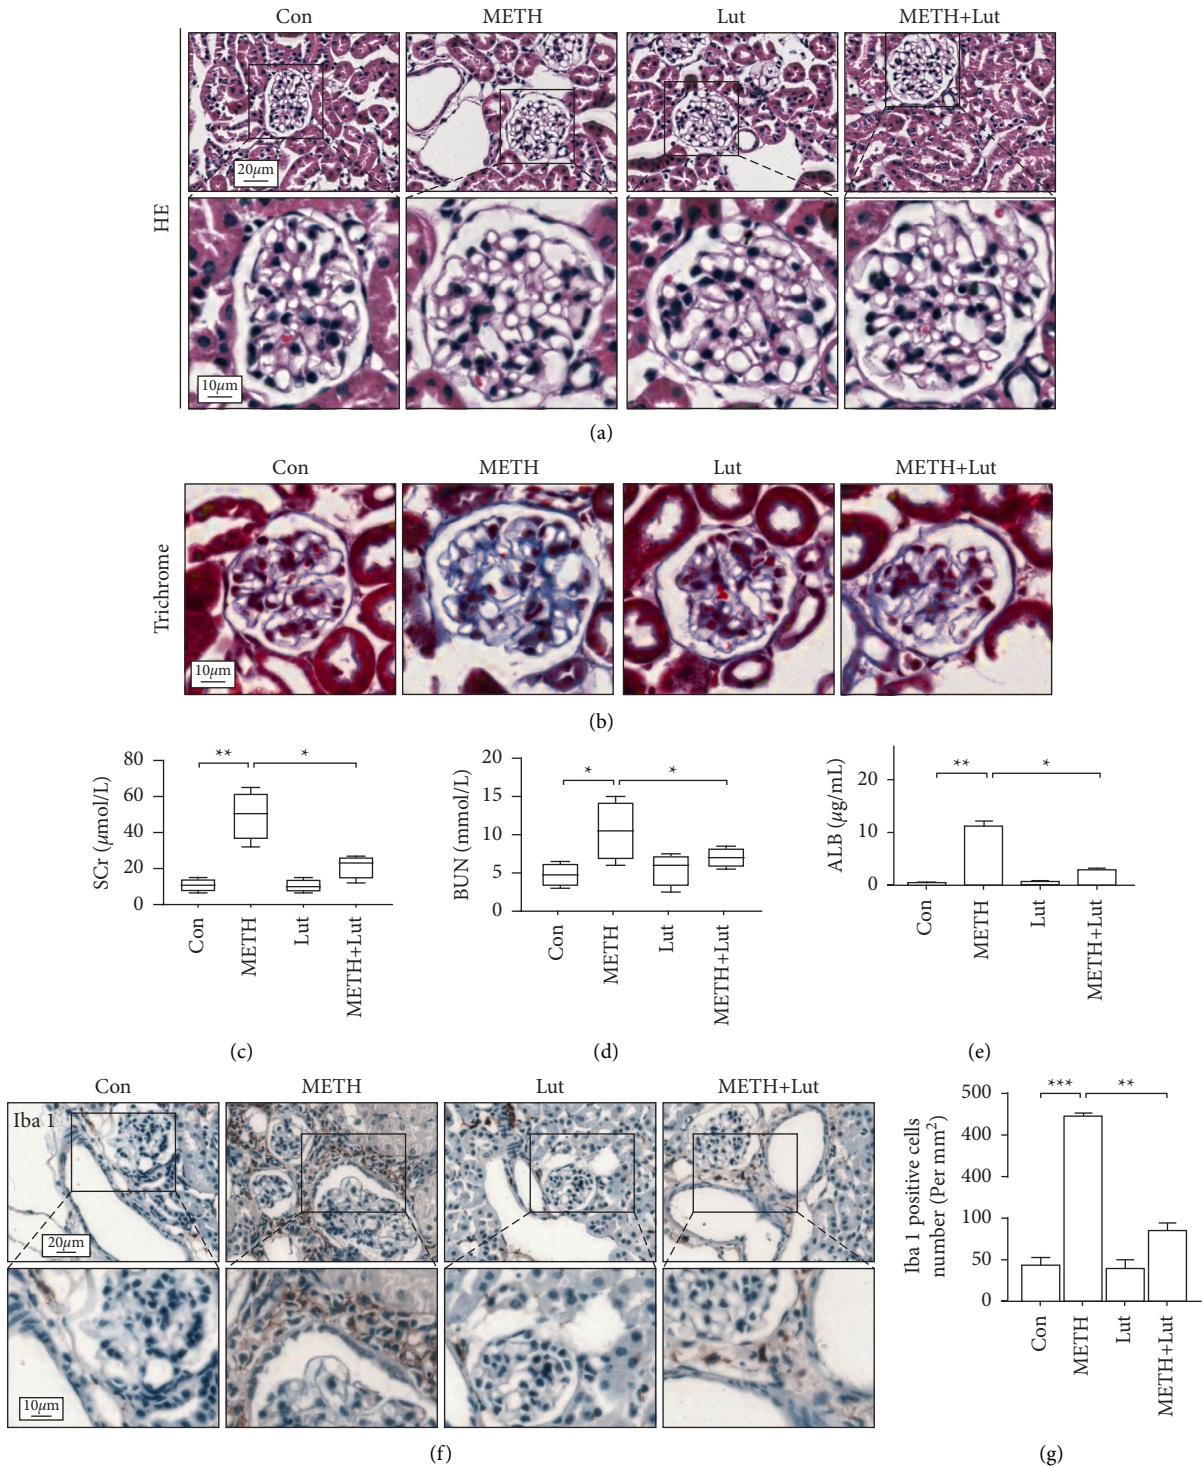 Con METH Lut METH+Lut
HE
20μm
10μm
(a)
Con METH Lut METH+Lut
Trichrome
10μm
(b)
SCr (μmol/L)
80
60
40
20
0
** *
Con METH Lut METH+Lut
(c)
BUN (mmol/L)
20
15
10
5
0
* *
Con METH Lut METH+Lut
(d)
ALB (μg/mL)
20
10
0
** *
Con METH Lut METH+Lut
(e)
Con METH Lut METH+Lut
Iba 1
20μm
10μm
(f)
Iba 1 positive cells
number (Per mm²)
500
400
400
100
50
0
*** **
Con METH Lut METH+Lut
(g)